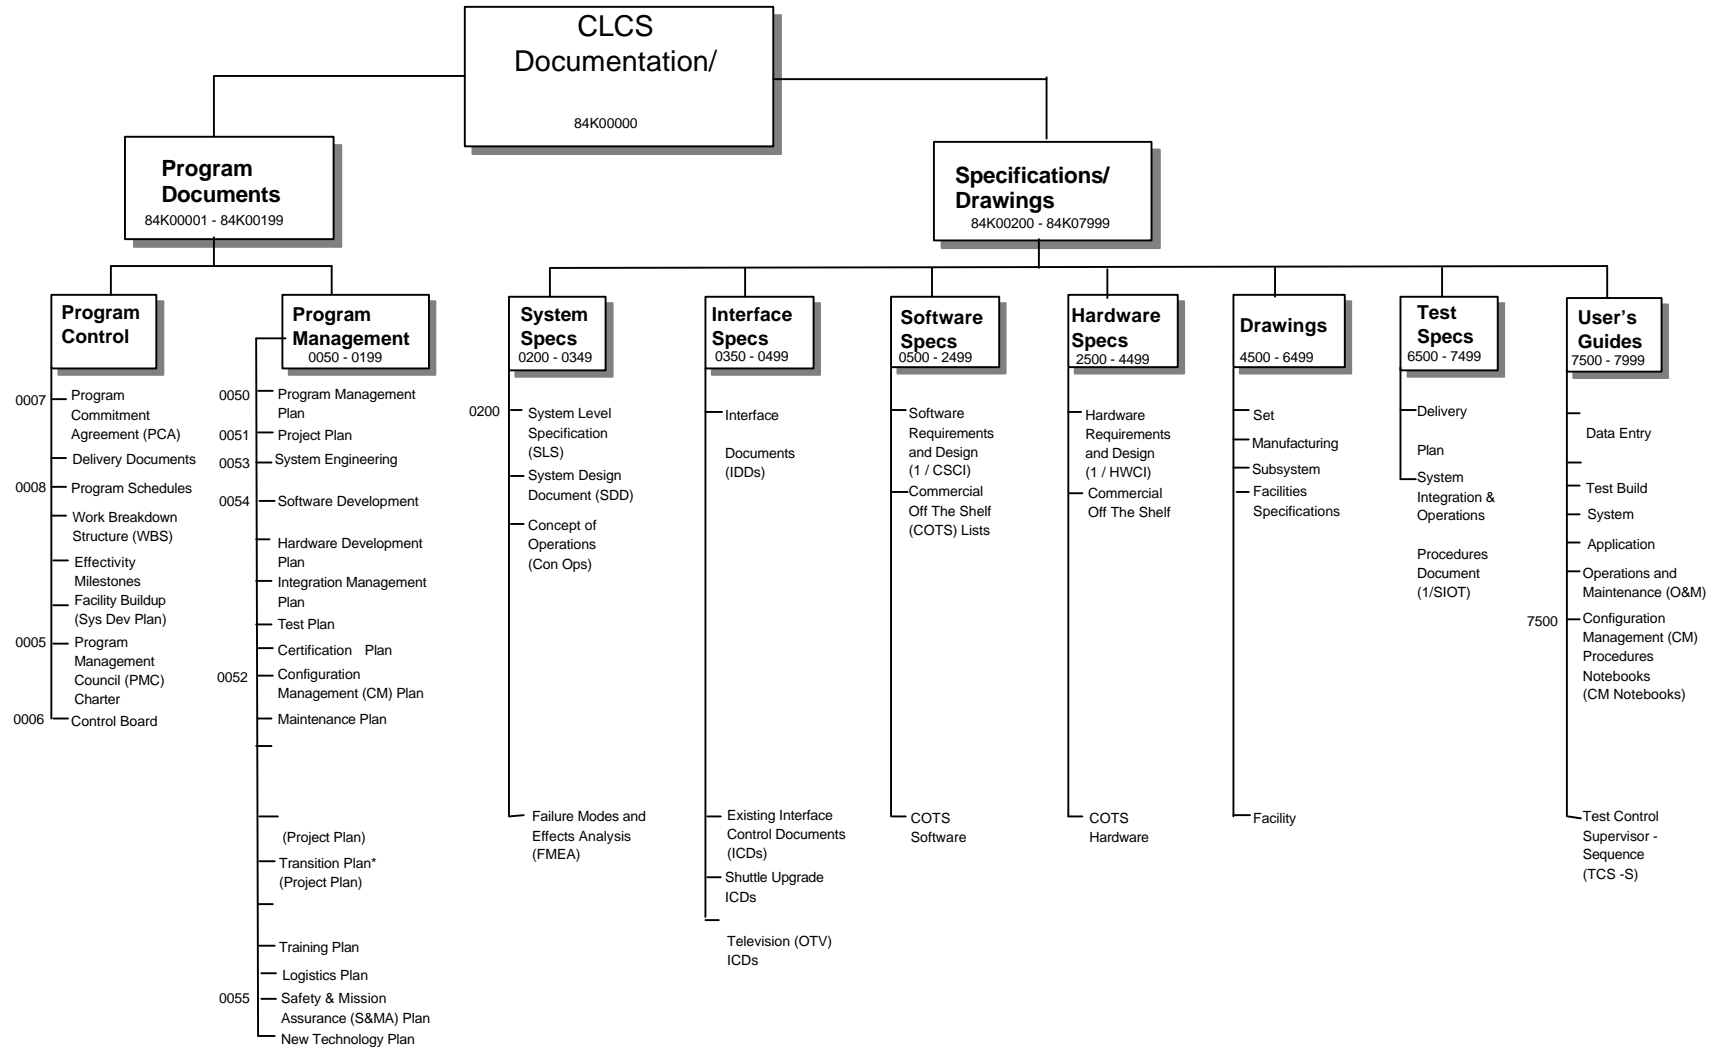 CLCS
Documentation/
84K00000
Program
Documents
84K00001 - 84K00199
Specifications/
Drawings
84K00200 - 84K07999
Program
Control
0007
Program
Commitment
Agreement (PCA)
Delivery Documents
0008
Program Schedules
Work Breakdown
Structure (WBS)
Effectivity
Milestones
Facility Buildup
(Sys Dev Plan)
0005
Program
Management
Council (PMC)
Charter
0006
Control Board
Program
Management
0050 - 0199
0050
Program Management
Plan
0051
Project Plan
0053
System Engineering
0054
Software Development
Hardware Development
Plan
Integration Management
Plan
Test Plan
Certification Plan
0052
Configuration
Management (CM) Plan
Maintenance Plan
(Project Plan)
Transition Plan*
(Project Plan)
Training Plan
Logistics Plan
0055
Safety & Mission
Assurance (S&MA) Plan
New Technology Plan
System
Specs
0200 - 0349
0200
System Level
Specification
(SLS)
System Design
Document (SDD)
Concept of
Operations
(Con Ops)
Failure Modes and
Effects Analysis
(FMEA)
Interface
Specs
0350 - 0499
Interface
Documents
(IDDs)
Existing Interface
Control Documents
(ICDs)
Shuttle Upgrade
ICDs
Television (OTV)
ICDs
Software
Specs
0500 - 2499
Software
Requirements
and Design
(1 / CSCI)
Commercial
Off The Shelf
(COTS) Lists
COTS
Software
Hardware
Specs
2500 - 4499
Hardware
Requirements
and Design
(1 / HWCI)
Commercial
Off The Shelf
COTS
Hardware
Drawings
4500 - 6499
Set
Manufacturing
Subsystem
Facilities
Specifications
Facility
Test
Specs
6500 - 7499
Delivery
Plan
System
Integration &
Operations
Procedures
Document
(1/SIOT)
User's
Guides
7500 - 7999
Data Entry
Test Build
System
Application
Operations and
Maintenance (O&M)
7500
Configuration
Management (CM)
Procedures
Notebooks
(CM Notebooks)
Test Control
Supervisor -
Sequence
(TCS -S)